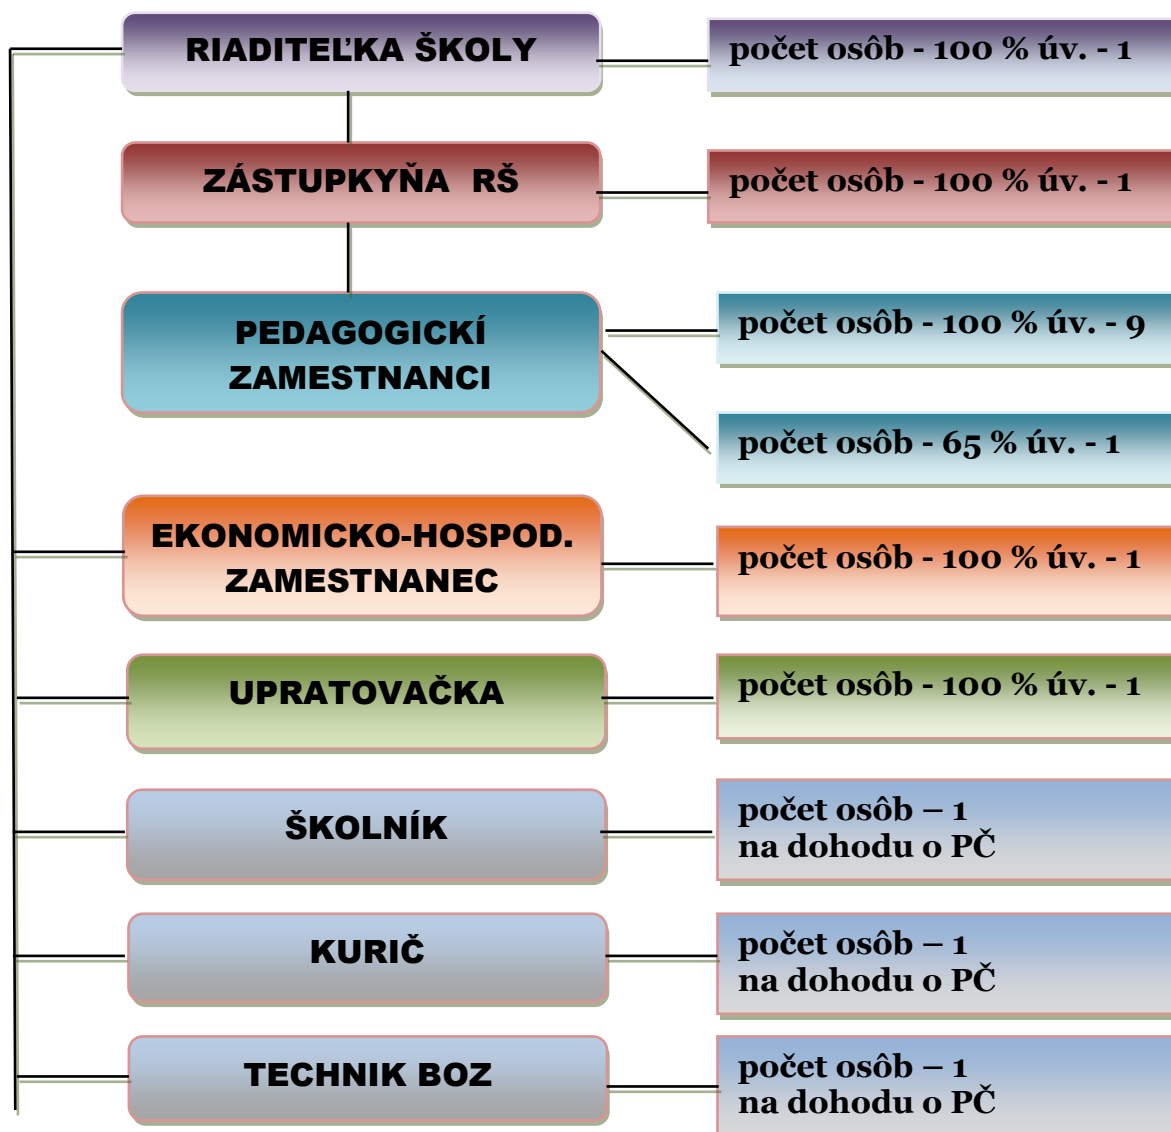 RIADITEĽKA ŠKOLY
počet osôb - 100 % úv. - 1
ZÁSTUPKYŇA  RŠ
počet osôb - 100 % úv. - 1
PEDAGOGICKÍ
ZAMESTNANCI
počet osôb - 100 % úv. - 9
počet osôb - 65 % úv. - 1
EKONOMICKO-HOSPOD.
ZAMESTNANEC
počet osôb - 100 % úv. - 1
UPRATOVAČKA
počet osôb - 100 % úv. - 1
ŠKOLNÍK
počet osôb – 1
na dohodu o PČ
KURIČ
počet osôb – 1
na dohodu o PČ
TECHNIK BOZ
počet osôb – 1
na dohodu o PČ